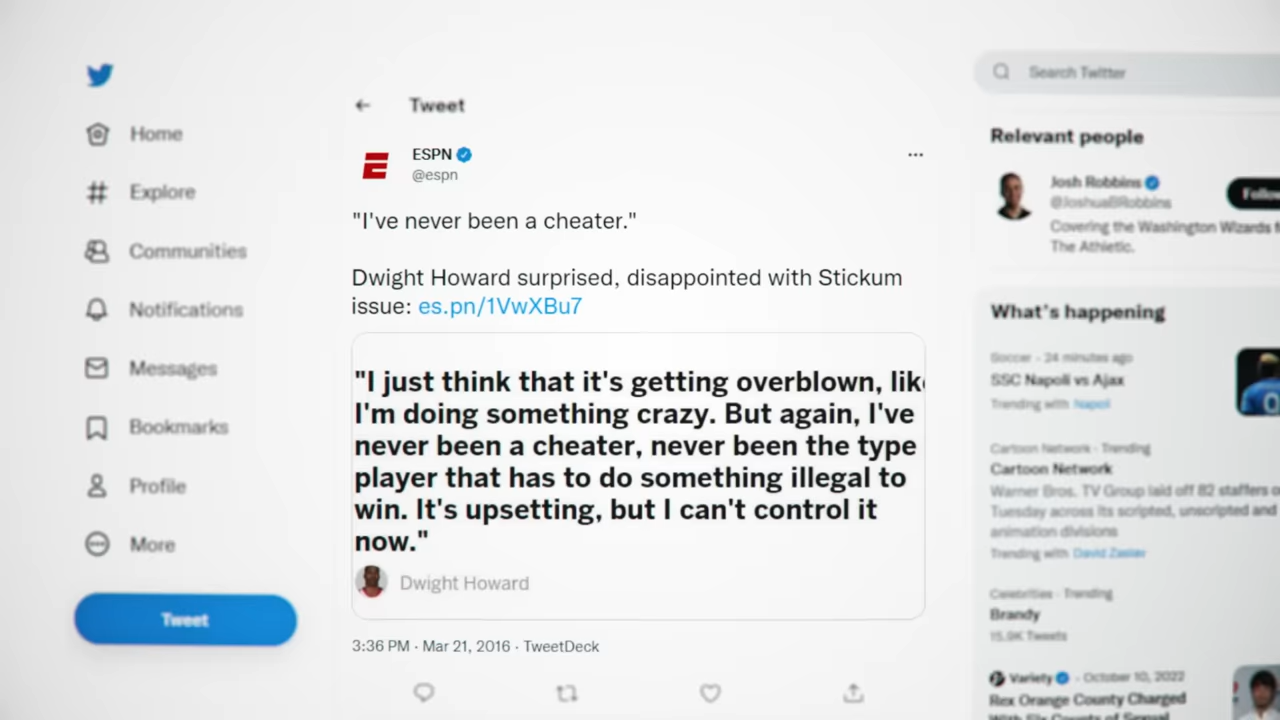 Home
Explore
Communities
Notifications
Messages
Bookmarks
Profile
More
Tweet
Tweet
ESPN
@espn
"I've never been a cheater."
Dwight Howard surprised, disappointed with Stickum
issue: es.pn/1VwXBu7
"I just think that it's getting overblown, lik
I'm doing something crazy. But again, I've
never been a cheater, never been the type
player that has to do something illegal to
win. It's upsetting, but I can't control it
now."
Dwight Howard
3:36 PM · Mar 21, 2016 · TweetDeck
Search Twitter
Relevant people
Josh Robbins
@JoshuaBRobbins
Follow
Covering the Washington Wizards f
The Athletic.
What's happening
Soccer · 24 minutes ago
SSC Napoli vs Ajax
Trending with Napoli
Cartoon Network · Trending
Cartoon Network
Warner Bros. TV Group laid off 82 staffers o
Tuesday across its scripted, unscripted and
animation divisions
Trending with David Zaslav
Celebrities · Trending
Brandy
15.9K Tweets
Variety · October 10, 2022
Rex Orange County Charged
With Six Counts of Sexual